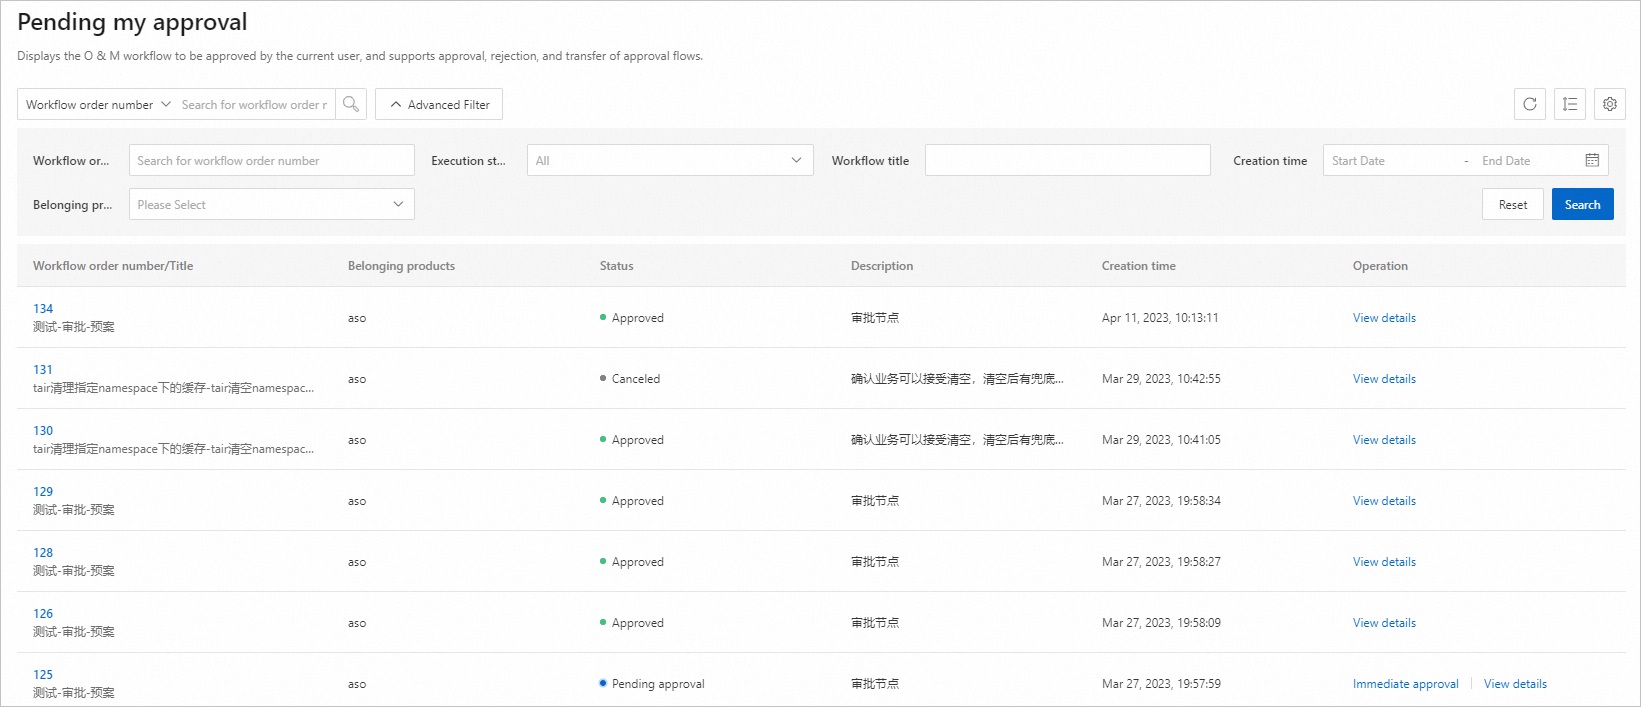 Pending my approval
Displays the O & M workflow to be approved by the current user, and supports approval, rejection, and transfer of approval flows.
Workflow order number Search for workflow order r Advanced Filter
Workflow or... Search for workflow order number Execution st... All Workflow title Creation time Start Date - End Date
Belonging pr... Please Select Reset Search
Workflow order number/Title Belonging products Status Description Creation time Operation
134
测试-审批-预案 aso Approved 审批节点 Apr 11, 2023, 10:13:11 View details
131
tair清理指定namespace下的缓存-tair清空namespac... aso Canceled 确认业务可以接受清空，清空后有兜底... Mar 29, 2023, 10:42:55 View details
130
tair清理指定namespace下的缓存-tair清空namespac... aso Approved 确认业务可以接受清空，清空后有兜底... Mar 29, 2023, 10:41:05 View details
129
测试-审批-预案 aso Approved 审批节点 Mar 27, 2023, 19:58:34 View details
128
测试-审批-预案 aso Approved 审批节点 Mar 27, 2023, 19:58:27 View details
126
测试-审批-预案 aso Approved 审批节点 Mar 27, 2023, 19:58:09 View details
125
测试-审批-预案 aso Pending approval 审批节点 Mar 27, 2023, 19:57:59 Immediate approval View details